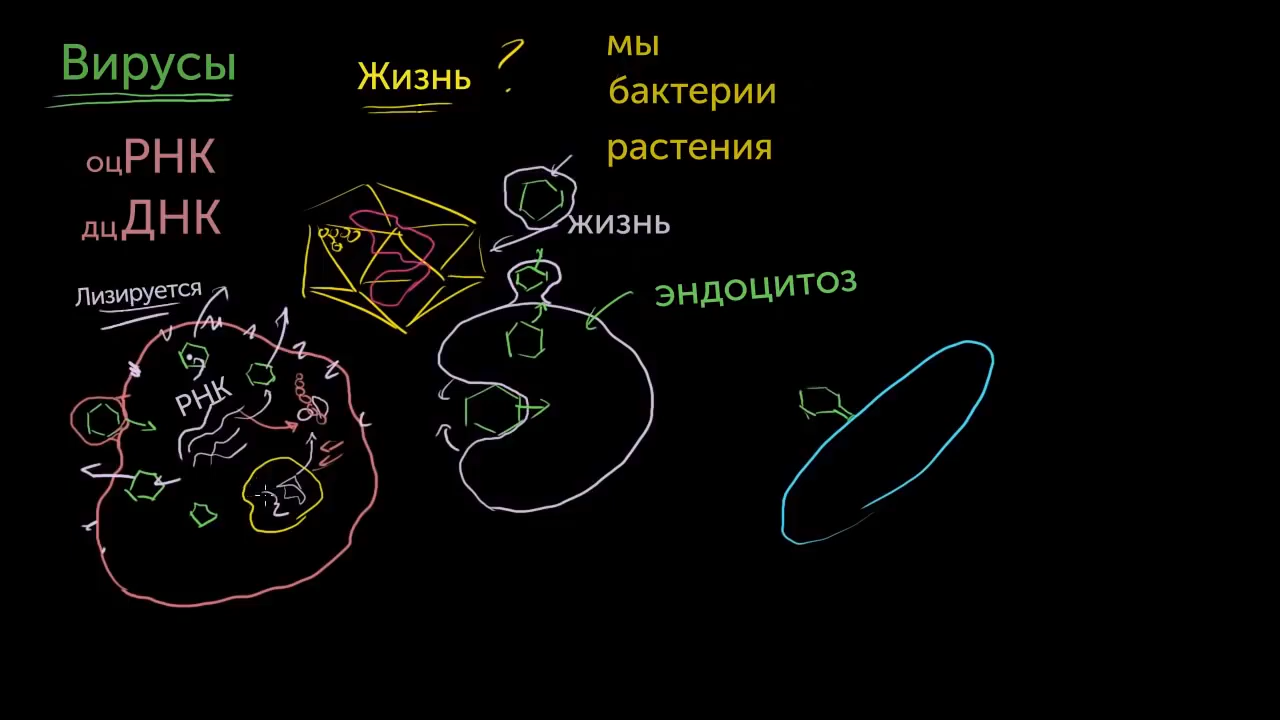 Вирусы
Жизнь ?
мы
бактерии
растения
оцРНК
дцДНК
жизнь
эндоцитоз
Лизируется
РНК